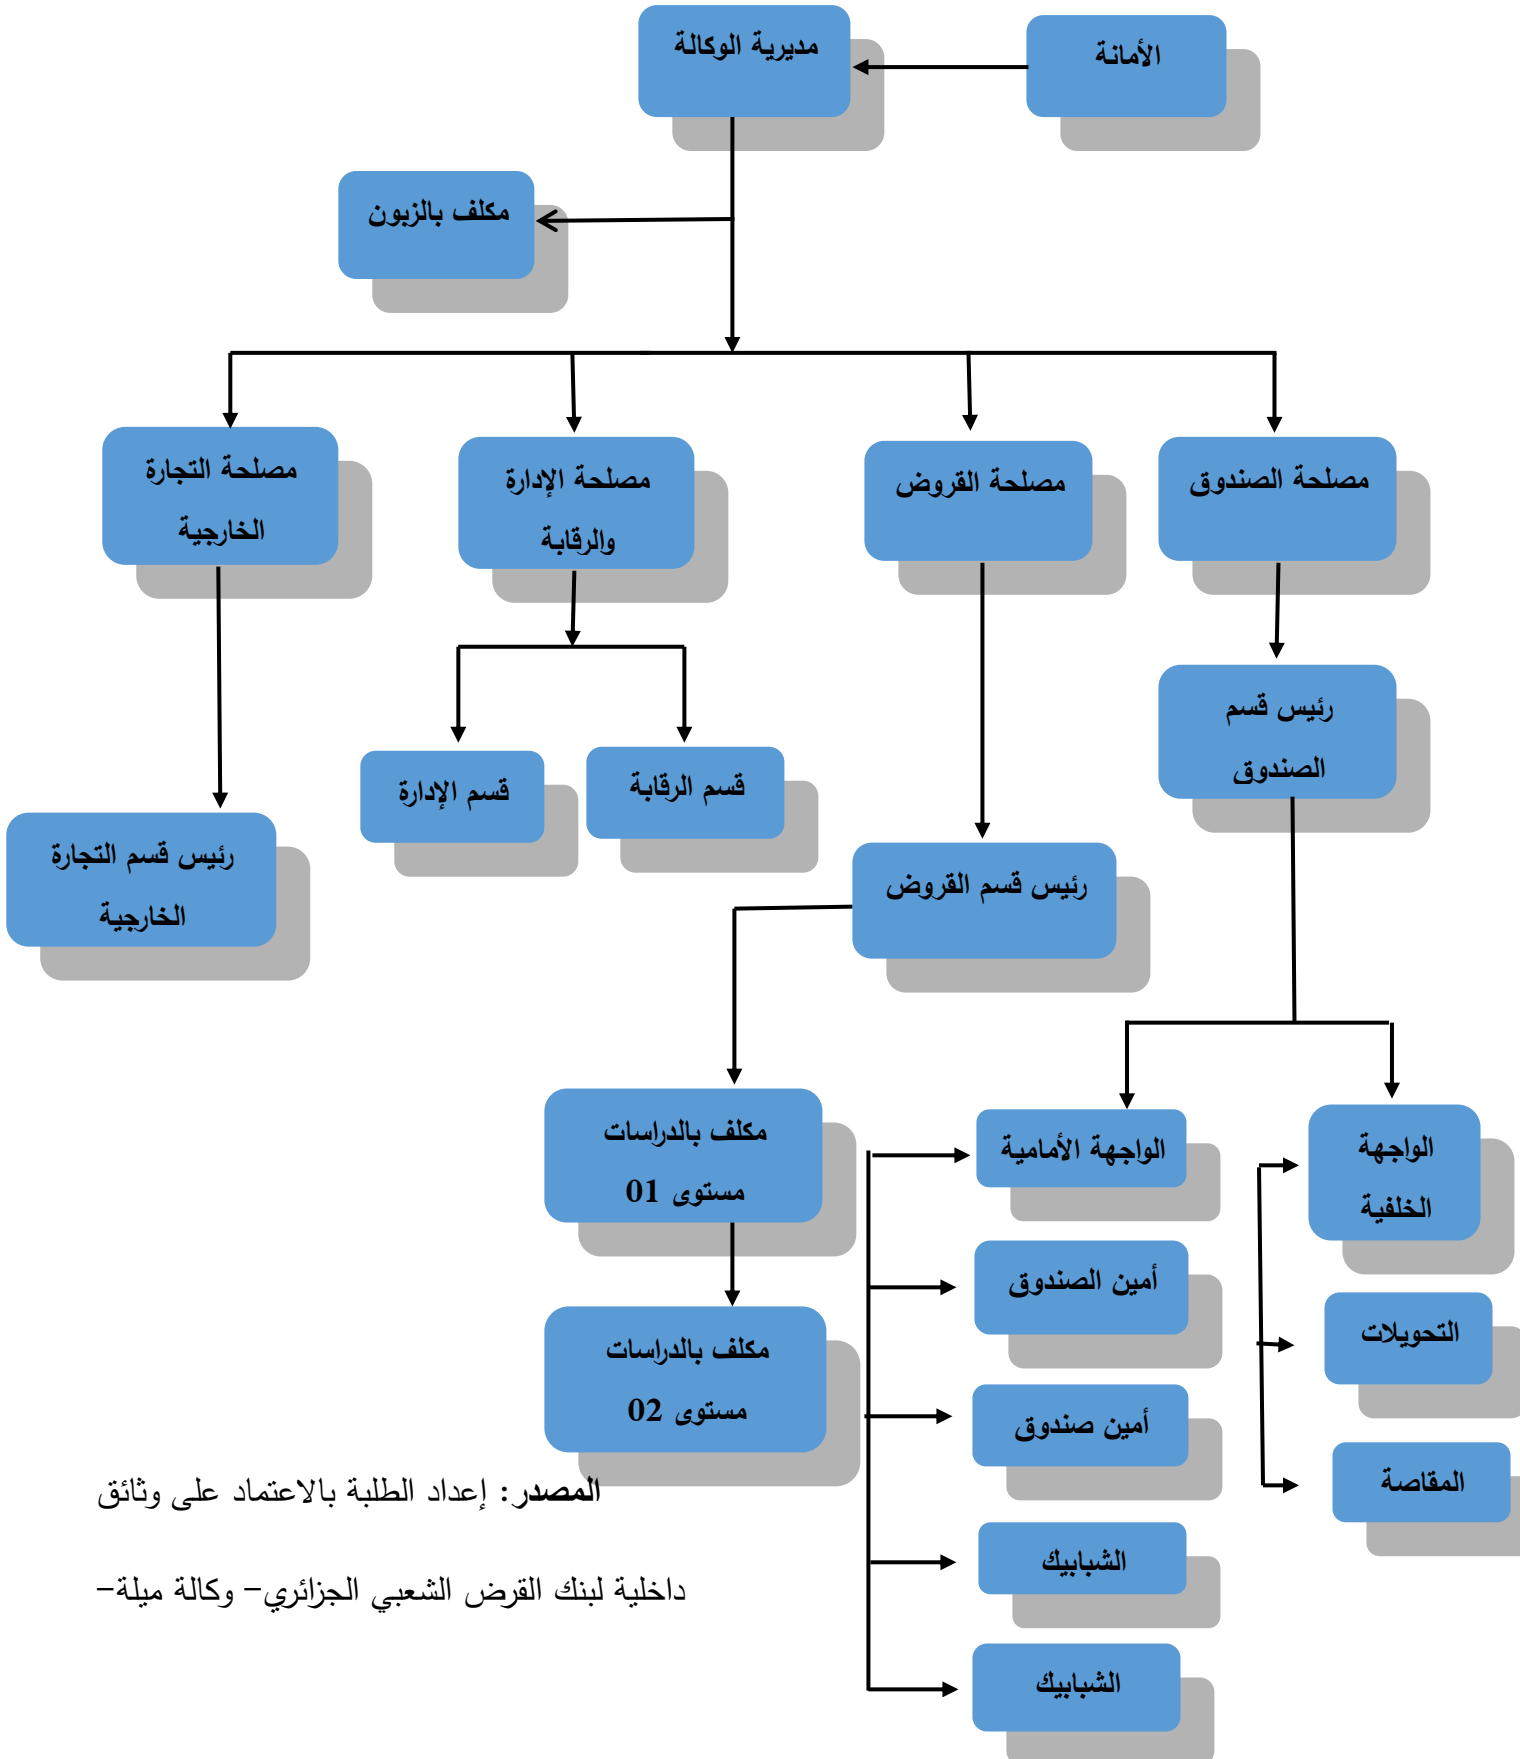 الأمانة
مديرية الوكالة
مكلف بالزبون
مصلحة الصندوق
مصلحة القروض
مصلحة الإدارة
والرقابة
مصلحة التجارة
الخارجية
رئيس قسم
الصندوق
قسم الرقابة
قسم الإدارة
رئيس قسم القروض
رئيس قسم التجارة
الخارجية
الواجهة
الخلفية
التحويلات
المقاصة
الواجهة الأمامية
أمين الصندوق
أمين صندوق
الشبابيك
الشبابيك
مكلف بالدراسات
مستوى 01
مكلف بالدراسات
مستوى 02
المصدر: إعداد الطلبة بالاعتماد على وثائق
داخلية لبنك القرض الشعبي الجزائري– وكالة ميلة–